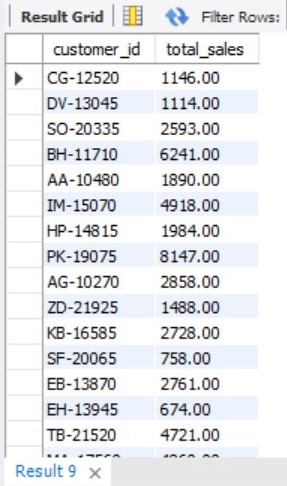 Result Grid Filter Rows:
customer_id total_sales
CG-12520 1146.00
DV-13045 1114.00
SO-20335 2593.00
BH-11710 6241.00
AA-10480 1890.00
IM-15070 4918.00
HP-14815 1984.00
PK-19075 8147.00
AG-10270 2858.00
ZD-21925 1488.00
KB-16585 2728.00
SF-20065 758.00
EB-13870 2761.00
EH-13945 674.00
TB-21520 4721.00
Result 9 ×